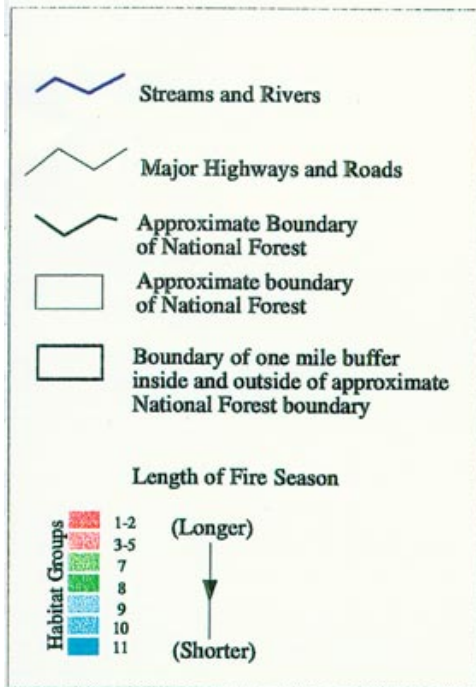 Streams and Rivers
Major Highways and Roads
Approximate Boundary
of National Forest
Approximate boundary
of National Forest
Boundary of one mile buffer
inside and outside of approximate
National Forest boundary
Length of Fire Season
Habitat Groups
1-2
3-5
7
8
9
10
11
(Longer)
(Shorter)